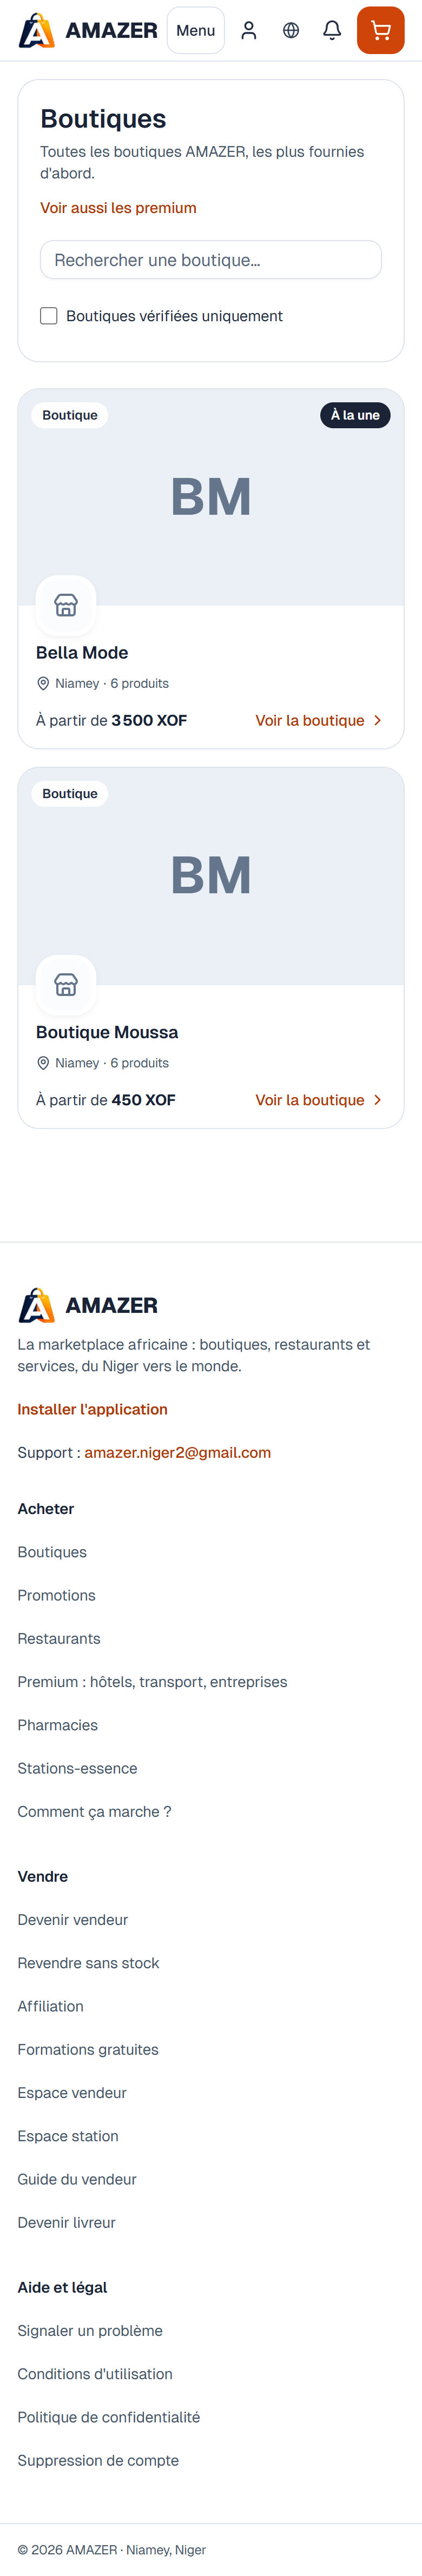 AMAZER
Menu
Boutiques
Toutes les boutiques AMAZER, les plus fournies
d'abord.
Voir aussi les premium
Rechercher une boutique...
Boutiques vérifiées uniquement
Boutique
À la une
BM
Bella Mode
Niamey · 6 produits
À partir de 3 500 XOF
Voir la boutique
Boutique
BM
Boutique Moussa
Niamey · 6 produits
À partir de 450 XOF
Voir la boutique
AMAZER
La marketplace africaine : boutiques, restaurants et
services, du Niger vers le monde.
Installer l'application
Support : amazer.niger2@gmail.com
Acheter
Boutiques
Promotions
Restaurants
Premium : hôtels, transport, entreprises
Pharmacies
Stations-essence
Comment ça marche ?
Vendre
Devenir vendeur
Revendre sans stock
Affiliation
Formations gratuites
Espace vendeur
Espace station
Guide du vendeur
Devenir livreur
Aide et légal
Signaler un problème
Conditions d'utilisation
Politique de confidentialité
Suppression de compte
© 2026 AMAZER · Niamey, Niger